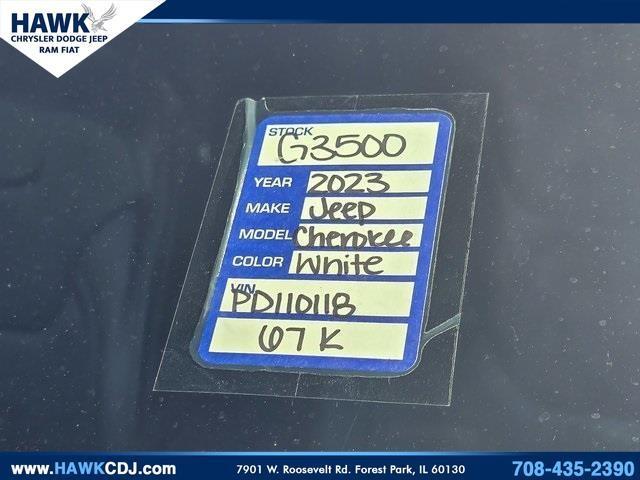 HAWK
CHRYSLER DODGE JEEP
RAM FIAT
STOCK
G3500
YEAR 2023
MAKE Jeep
MODEL Cherokee
COLOR White
VIN
PD110118
67K
www.HAWKCDJ.com
7901 W. Roosevelt Rd. Forest Park, IL 60130
708-435-2390